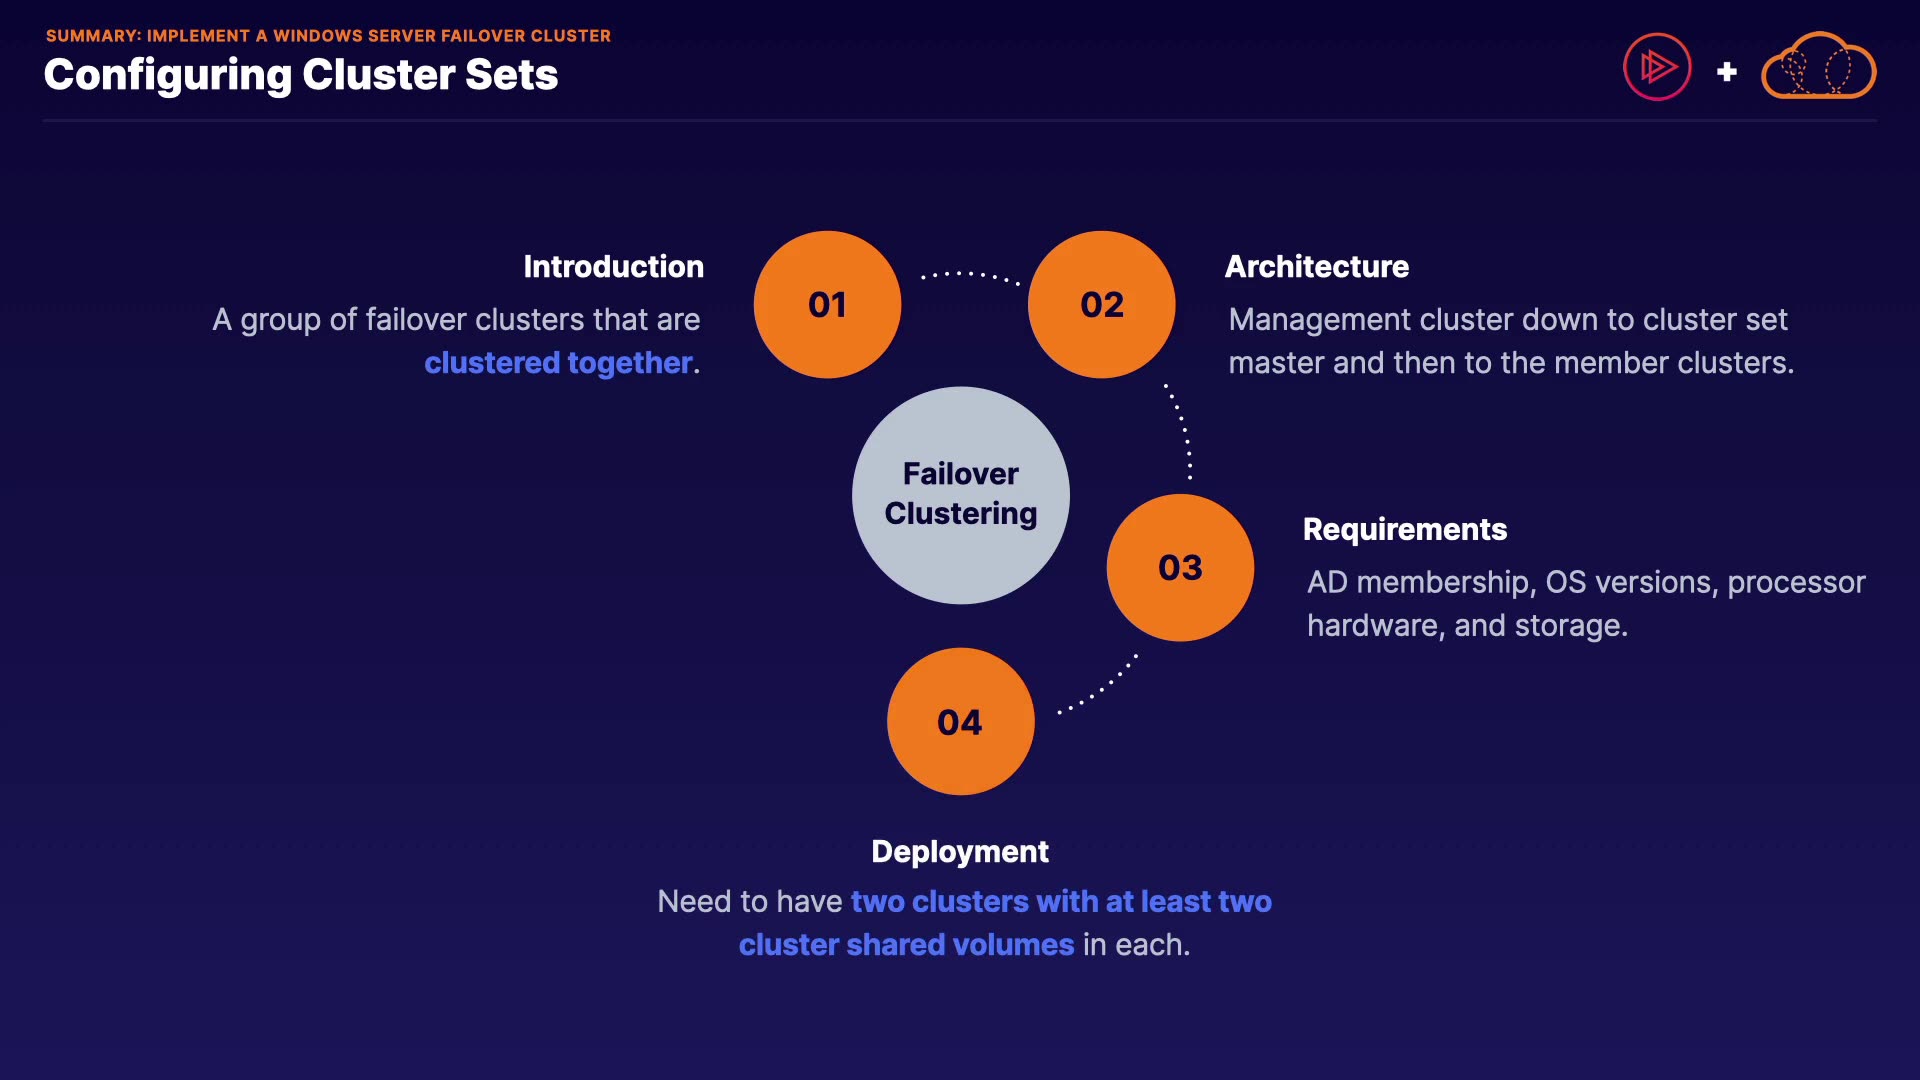 SUMMARY: IMPLEMENT A WINDOWS SERVER FAILOVER CLUSTER
Configuring Cluster Sets
+
Introduction
A group of failover clusters that are
clustered together.
01
02
Architecture
Management cluster down to cluster set
master and then to the member clusters.
Failover
Clustering
03
Requirements
AD membership, OS versions, processor
hardware, and storage.
04
Deployment
Need to have two clusters with at least two
cluster shared volumes in each.